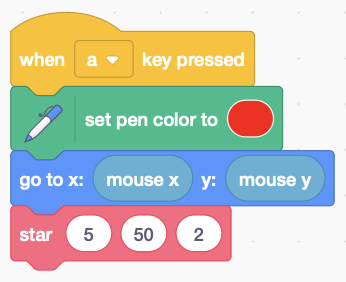 when a key pressed
set pen color to
go to x: mouse x y: mouse y
star 5 50 2